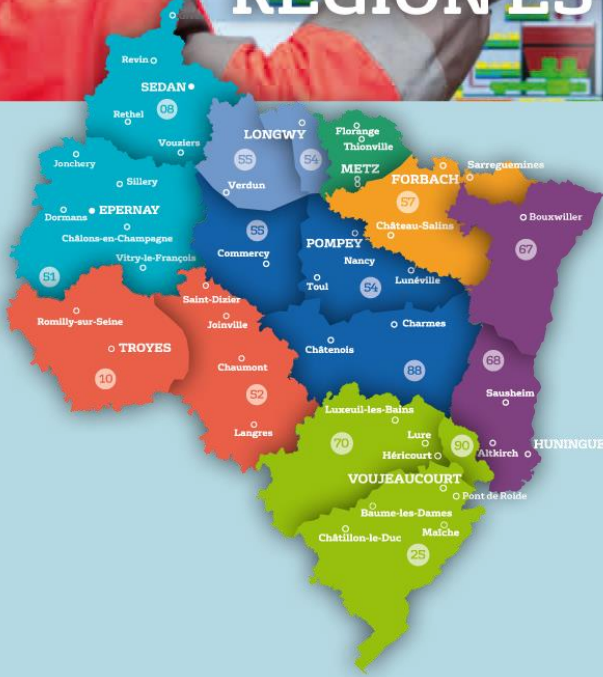 RÉGION ES
Revin
SEDAN
08
Rethel
Vouziers
LONGWY
55
54
Verdun
Florange
Thionville
METZ
Sarreguemines
FORBACH
57
Château-Salins
Bouxwiller
67
Jonchery
Sillery
Dormans
EPERNAY
Châlons-en-Champagne
Vitry-le-François
51
55
Commercy
POMPEY
Nancy
Toul
54
Lunéville
Saint-Dizier
Romilly-sur-Seine
Joinville
TROYES
10
Chaumont
52
Langres
Charmes
Châtenois
88
68
Sausheim
Altkirch
HUNINGUE
Luxeuil-les-Bains
70
Lure
90
Héricourt
VOUJEAUCOURT
Pont de Roide
Baume-les-Dames
Châtillon-le-Duc
Maîche
25